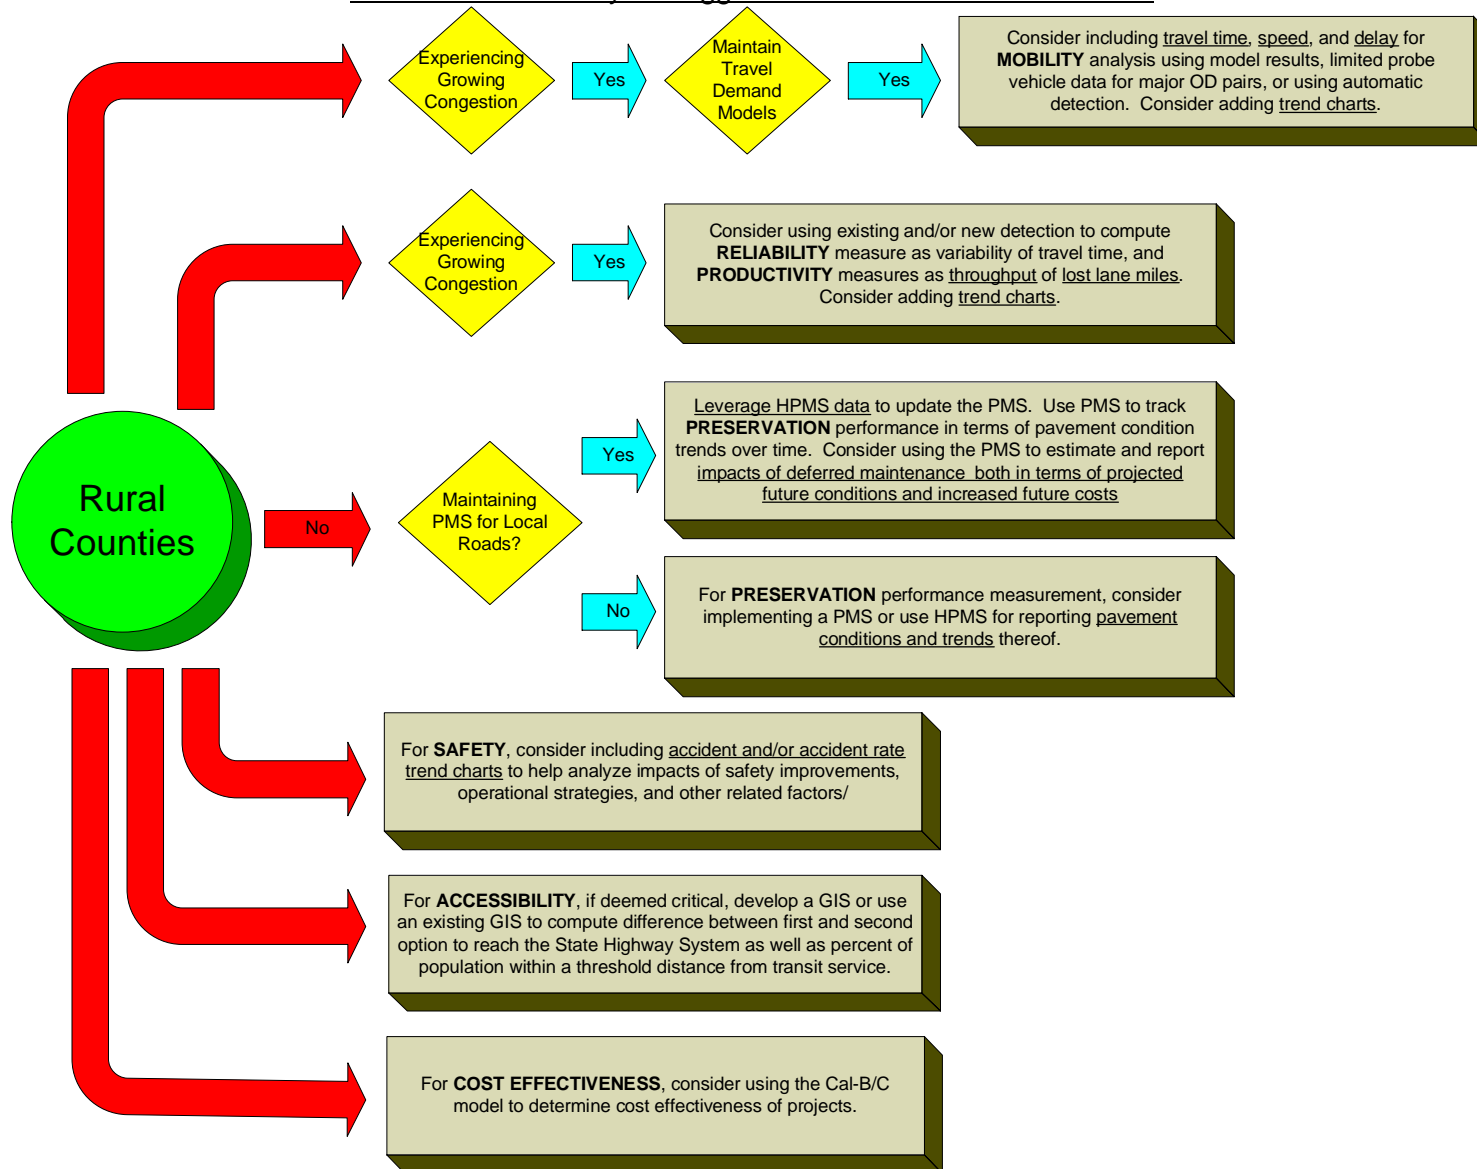 Experiencing
Growing
Congestion
Yes
Maintain
Travel
Demand
Models
Yes
Consider including travel time, speed, and delay for
MOBILITY analysis using model results, limited probe
vehicle data for major OD pairs, or using automatic
detection.  Consider adding trend charts.
Experiencing
Growing
Congestion
Yes
Consider using existing and/or new detection to compute
RELIABILITY measure as variability of travel time, and
PRODUCTIVITY measures as throughput of lost lane miles.
Consider adding trend charts.
Rural
Counties
No
Maintaining
PMS for Local
Roads?
Yes
Leverage HPMS data to update the PMS.  Use PMS to track
PRESERVATION performance in terms of pavement condition
trends over time.  Consider using the PMS to estimate and report
impacts of deferred maintenance  both in terms of projected
future conditions and increased future costs
No
For PRESERVATION performance measurement, consider
implementing a PMS or use HPMS for reporting pavement
conditions and trends thereof.
For SAFETY, consider including accident and/or accident rate
trend charts to help analyze impacts of safety improvements,
operational strategies, and other related factors/
For ACCESSIBILITY, if deemed critical, develop a GIS or use
an existing GIS to compute difference between first and second
option to reach the State Highway System as well as percent of
population within a threshold distance from transit service.
For COST EFFECTIVENESS, consider using the Cal-B/C
model to determine cost effectiveness of projects.